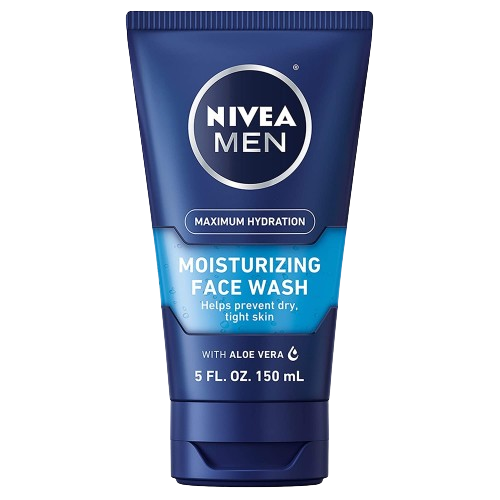 ®
NIVEA
MEN
MAXIMUM HYDRATION
MOISTURIZING
FACE WASH
Helps prevent dry,
tight skin
WITH ALOE VERA
5 FL. OZ. 150 mL